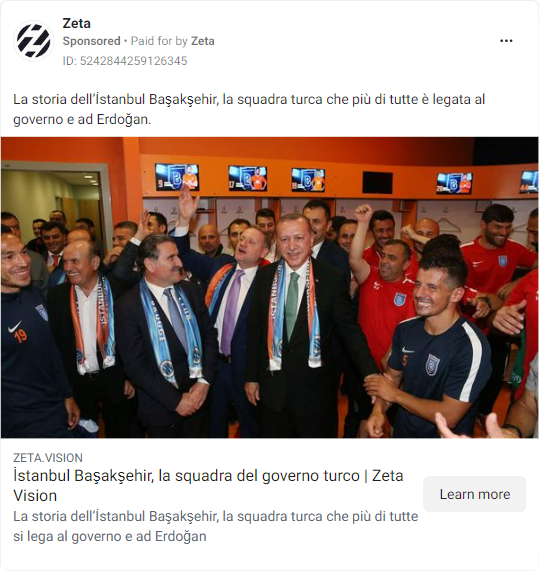 Zeta
Sponsored • Paid for by Zeta
ID: 5242844259126345
La storia dell'İstanbul Başakşehir, la squadra turca che più di tutte è legata al
governo e ad Erdoğan.
19
5
ZETA.VISION
İstanbul Başakşehir, la squadra del governo turco | Zeta
Vision
La storia dell'İstanbul Başakşehir, la squadra turca che più di tutte
si lega al governo e ad Erdoğan
Learn more